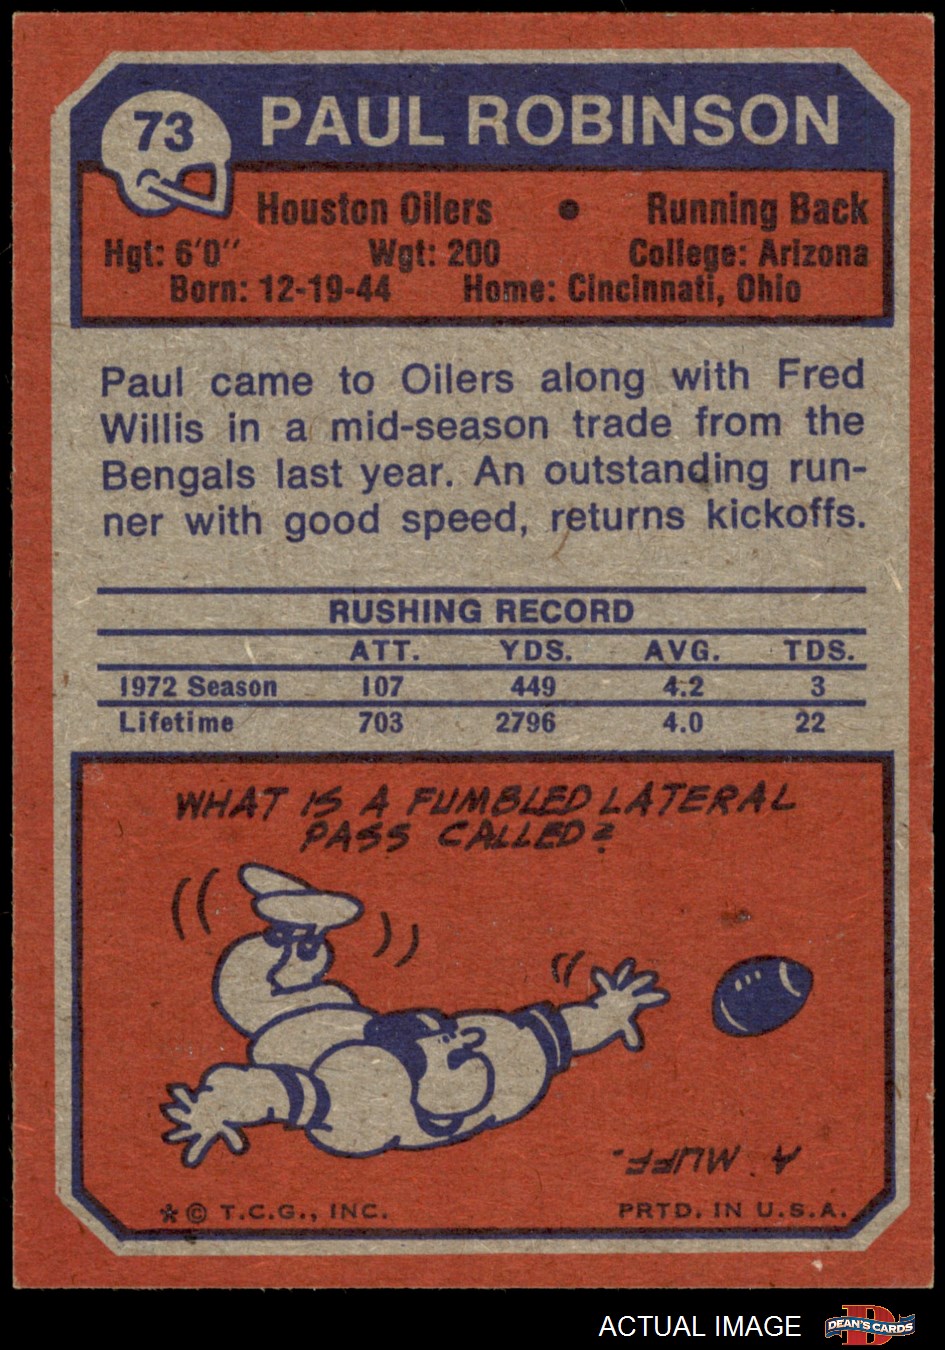 73
PAUL ROBINSON
Houston Oilers • Running Back
Hgt: 6'0" Wgt: 200 College: Arizona
Born: 12-19-44 Home: Cincinnati, Ohio
Paul came to Oilers along with Fred
Willis in a mid-season trade from the
Bengals last year. An outstanding run-
ner with good speed, returns kickoffs.
RUSHING RECORD
ATT. YDS. AVG. TDS.
1972 Season 107 449 4.2 3
Lifetime 703 2796 4.0 22
WHAT IS A FUMBLED LATERAL
PASS CALLED?
A MUFF.
*© T.C.G., INC. PRTD. IN U.S.A.
ACTUAL IMAGE DEAN'S CARDS